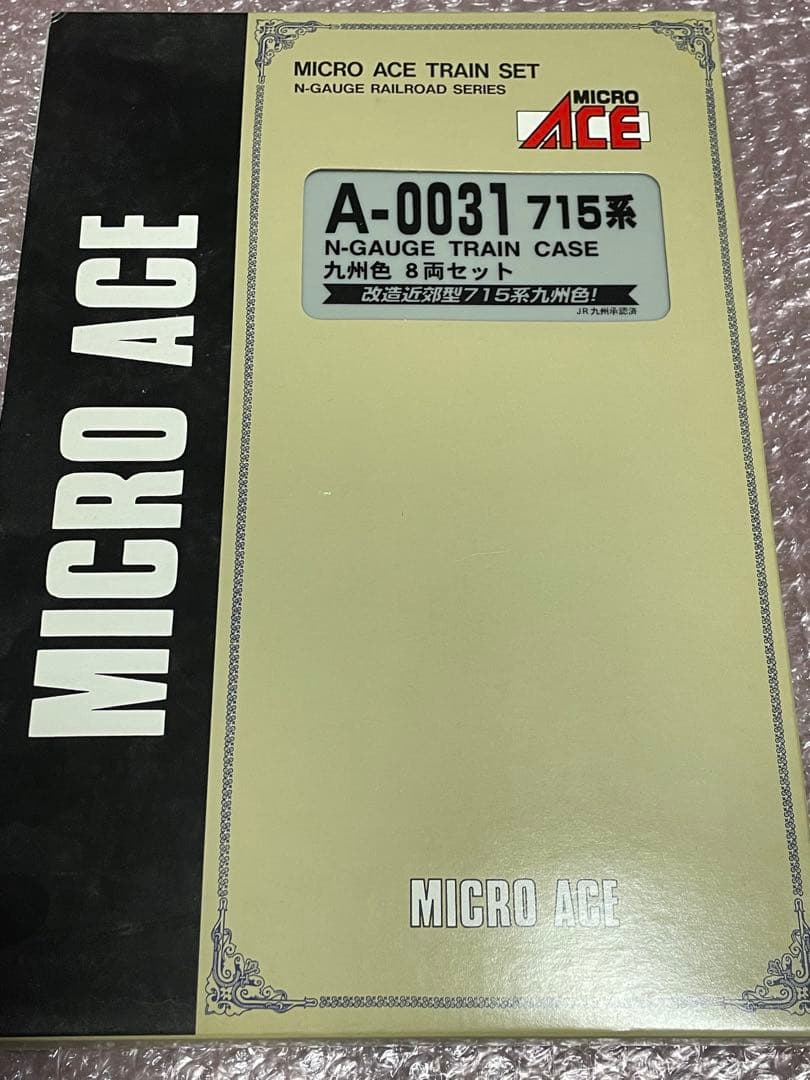 MICRO ACE
MICRO ACE TRAIN SET
N-GAUGE RAILROAD SERIES
MICRO
ACE
A-0031 715系
N-GAUGE TRAIN CASE
九州色 8両セット
改造近郊型715系九州色!
JR九州承認済
MICRO ACE